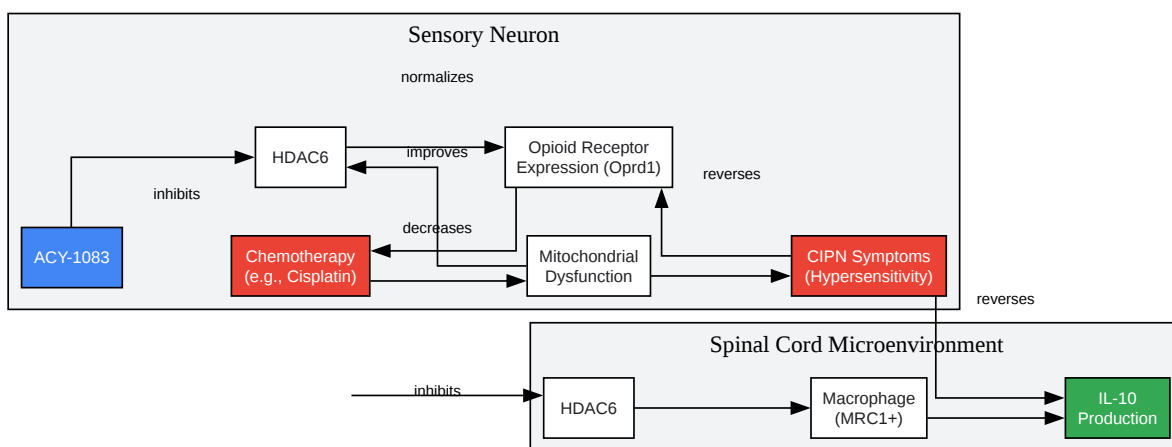 Sensory Neuron
normalizes
HDAC6
improves
Opioid Receptor
Expression (Oprd1)
reverses
inhibits
decreases
ACY-1083
Chemotherapy
(e.g., Cisplatin)
Mitochondrial
Dysfunction
CIPN Symptoms
(Hypersensitivity)
reverses
Spinal Cord Microenvironment
inhibits
HDAC6
Macrophage
(MRC1+)
IL-10
Production